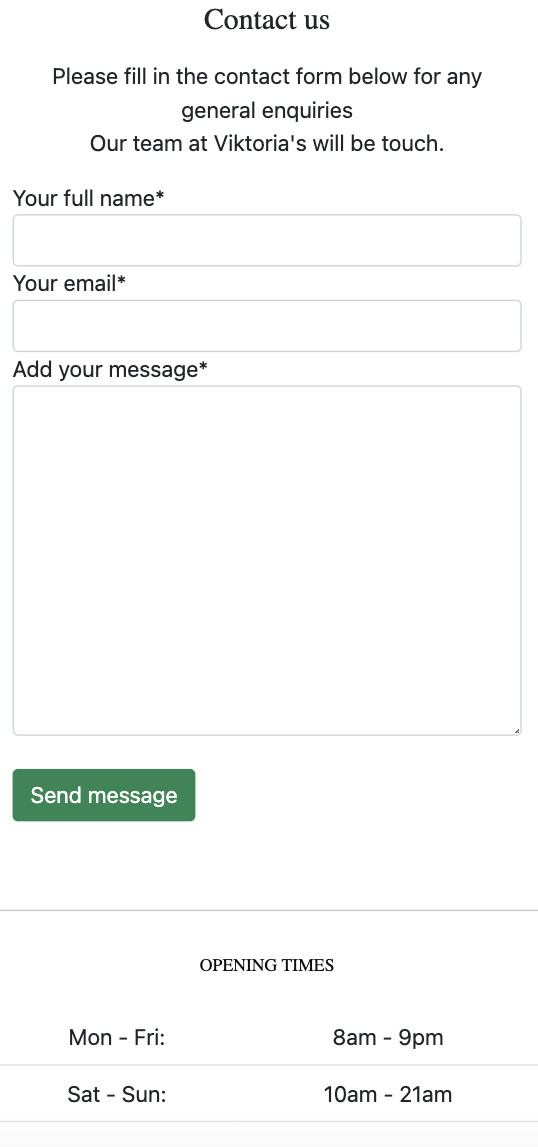 Contact us
Please fill in the contact form below for any
general enquiries
Our team at Viktoria's will be touch.
Your full name*
Your email*
Add your message*
Send message
OPENING TIMES
Mon - Fri: 8am - 9pm
Sat - Sun: 10am - 21am